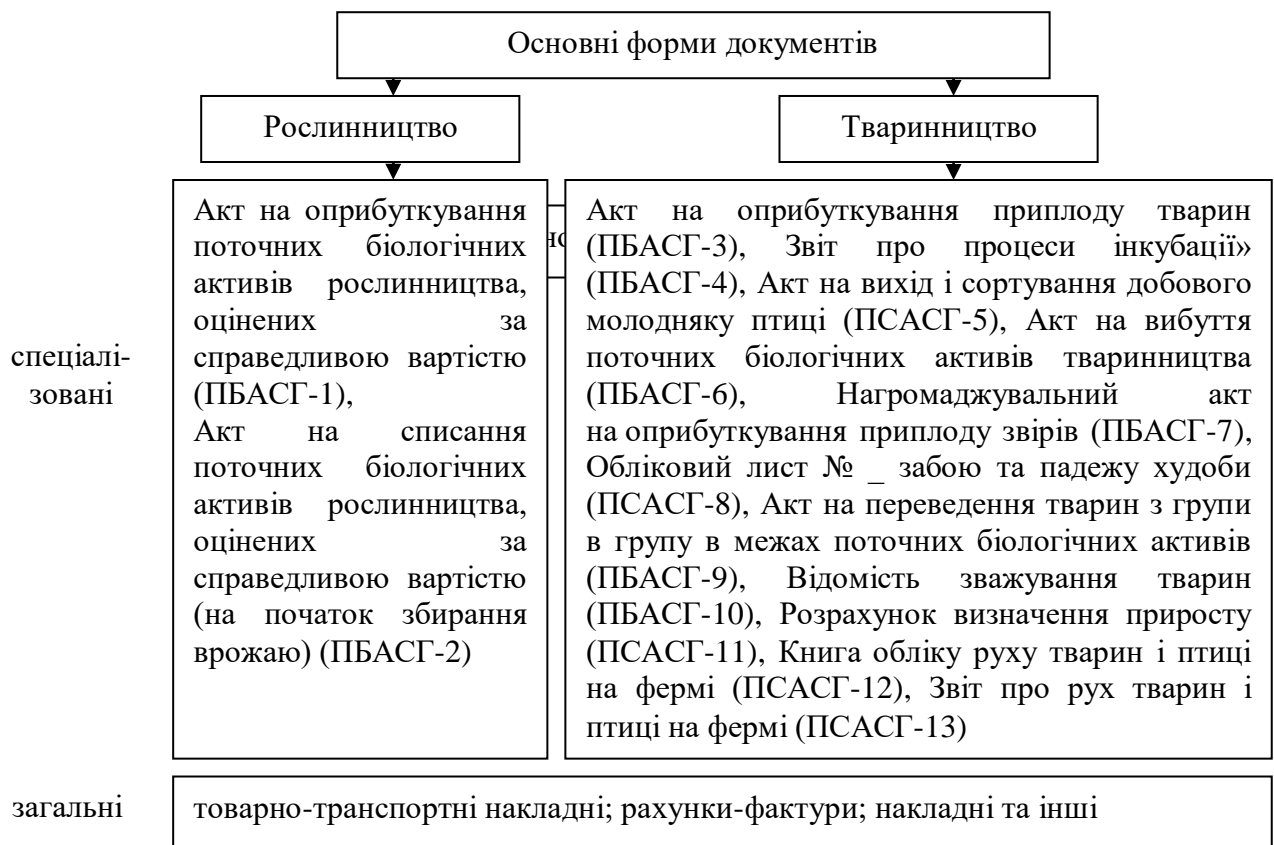 Основні форми документів
Рослинництво
Тваринництво
спеціалі-
зовані
Акт на оприбуткування
поточних біологічних
активів рослинництва,
оцінених за
справедливою вартістю
(ПБАСГ-1),
Акт на списання
поточних біологічних
активів рослинництва,
оцінених за
справедливою вартістю
(на початок збирання
врожаю) (ПБАСГ-2)
Акт на оприбуткування приплоду тварин
(ПБАСГ-3), Звіт про процеси інкубації»
(ПБАСГ-4), Акт на вихід і сортування добового
молодняку птиці (ПСАСГ-5), Акт на вибуття
поточних біологічних активів тваринництва
(ПБАСГ-6), Нагромаджувальний акт
на оприбуткування приплоду звірів (ПБАСГ-7),
Обліковий лист № _ забою та падежу худоби
(ПСАСГ-8), Акт на переведення тварин з групи
в групу в межах поточних біологічних активів
(ПБАСГ-9), Відомість зважування тварин
(ПБАСГ-10), Розрахунок визначення приросту
(ПСАСГ-11), Книга обліку руху тварин і птиці
на фермі (ПСАСГ-12), Звіт про рух тварин і
птиці на фермі (ПСАСГ-13)
загальні
товарно-транспортні накладні; рахунки-фактури; накладні та інші